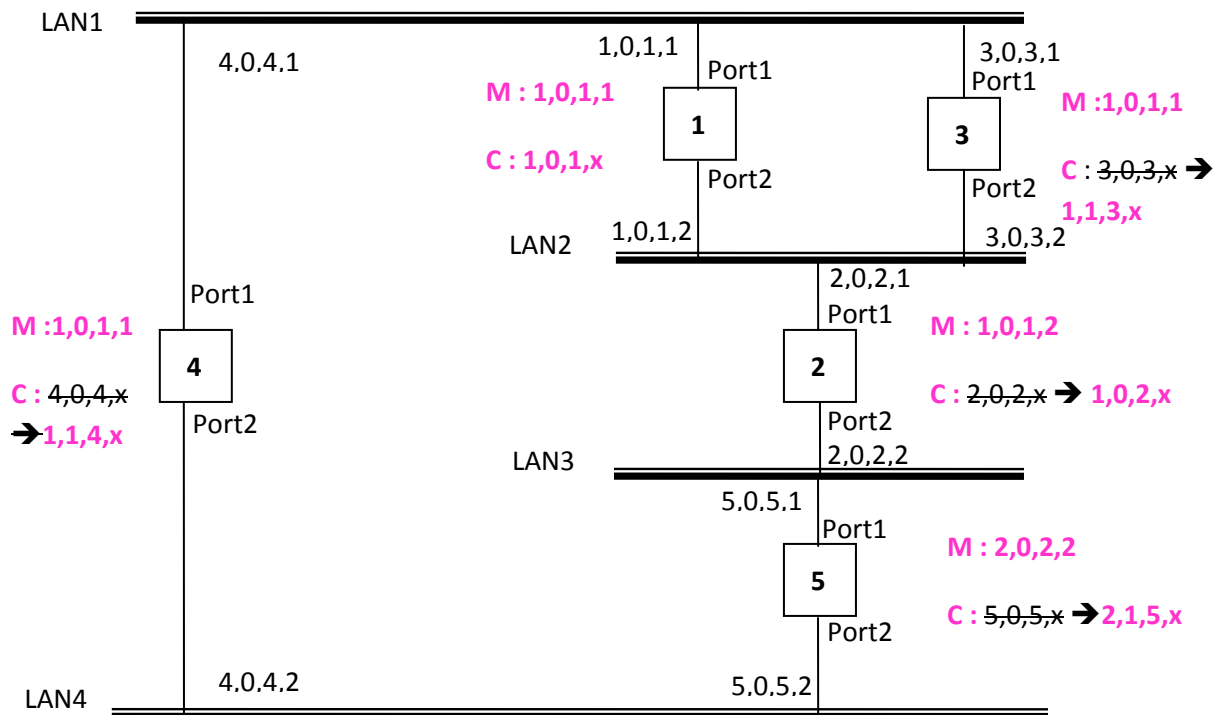 LAN1
4,0,4,1
1,0,1,1
3,0,3,1
Port1
Port1
M : 1,0,1,1
M :1,0,1,1
1
3
C : 1,0,1,x
Port2
Port2
C : 3,0,3,x ➔
1,1,3,x
1,0,1,2
3,0,3,2
LAN2
2,0,2,1
Port1
Port1
M :1,0,1,1
M : 1,0,1,2
4
2
C : 4,0,4,x
C : 2,0,2,x ➔ 1,0,2,x
Port2
Port2
➔1,1,4,x
2,0,2,2
LAN3
5,0,5,1
Port1
M : 2,0,2,2
5
C : 5,0,5,x ➔2,1,5,x
Port2
4,0,4,2
5,0,5,2
LAN4